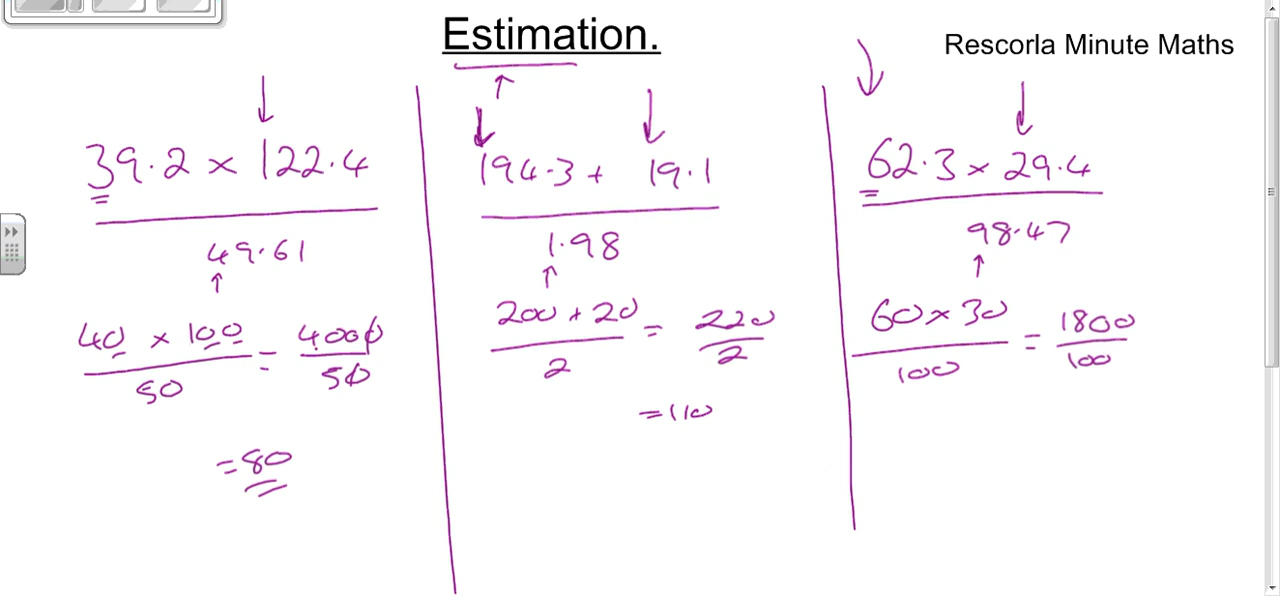 Estimation.
Rescorla Minute Maths
39.2 × 122.4
49.61
40 × 100 = 4000
50 50
= 80
194.3 + 19.1
1.98
200 + 20 = 220
2 2
= 110
62.3 × 29.4
98.47
60 × 30 = 1800
100 100